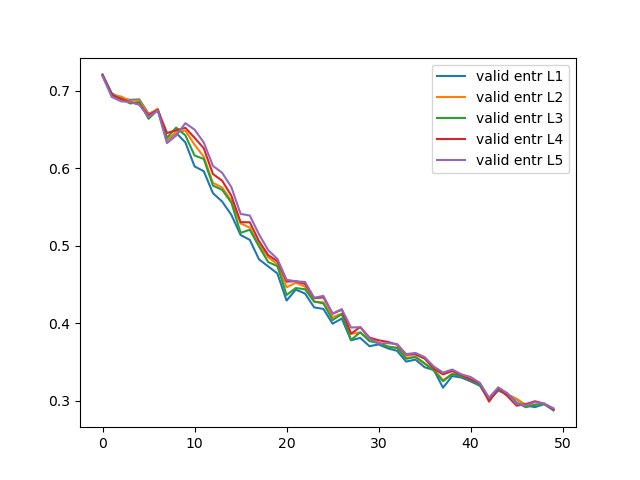 valid entr L1
valid entr L2
valid entr L3
valid entr L4
valid entr L5
0.7
0.6
0.5
0.4
0.3
0 10 20 30 40 50